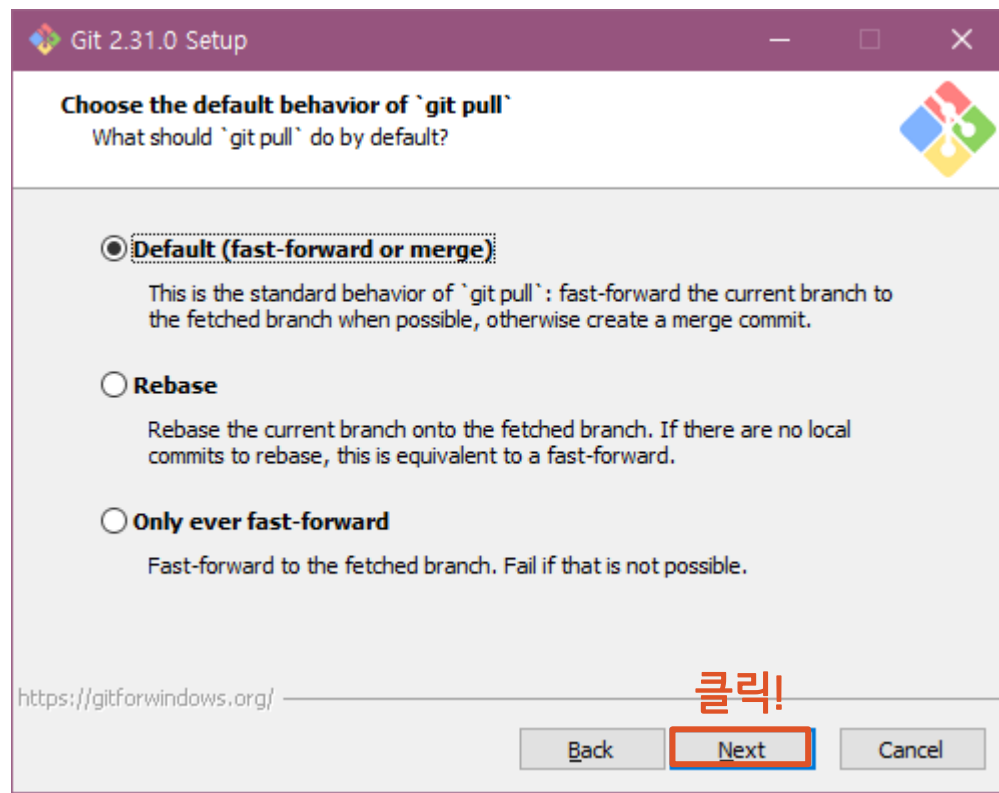 Git 2.31.0 Setup
Choose the default behavior of `git pull`
What should `git pull` do by default?
Default (fast-forward or merge)
This is the standard behavior of `git pull`: fast-forward the current branch to
the fetched branch when possible, otherwise create a merge commit.
Rebase
Rebase the current branch onto the fetched branch. If there are no local
commits to rebase, this is equivalent to a fast-forward.
Only ever fast-forward
Fast-forward to the fetched branch. Fail if that is not possible.
https://gitforwindows.org/
클릭!
Back Next Cancel